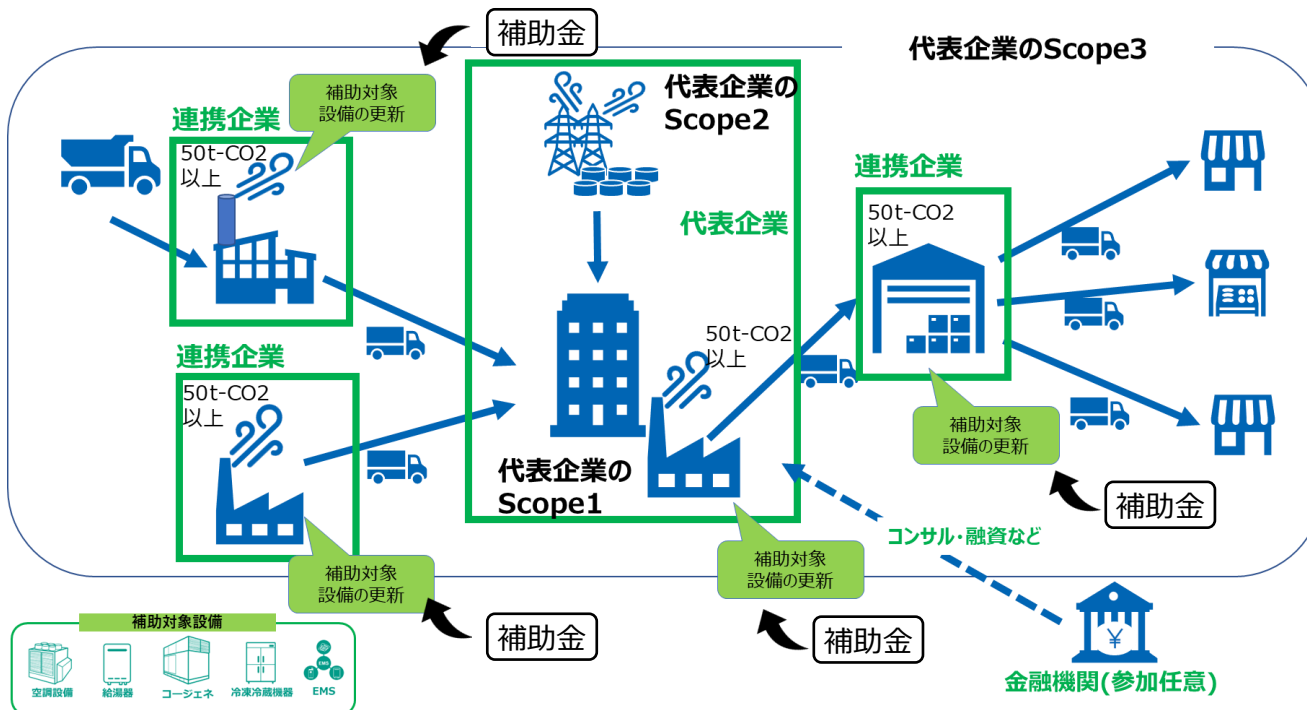 補助金
代表企業のScope3
補助対象
設備の更新
連携企業
50t-CO2
以上
代表企業の
Scope2
代表企業
連携企業
50t-CO2
以上
連携企業
50t-CO2
以上
50t-CO2
以上
代表企業の
Scope1
補助対象
設備の更新
補助金
コンサル・融資など
補助対象
設備の更新
補助対象
設備の更新
補助金
補助金
金融機関(参加任意)
補助対象設備
空調設備
給湯器
コージェネ
冷凍冷蔵機器
EMS
EMS
¥